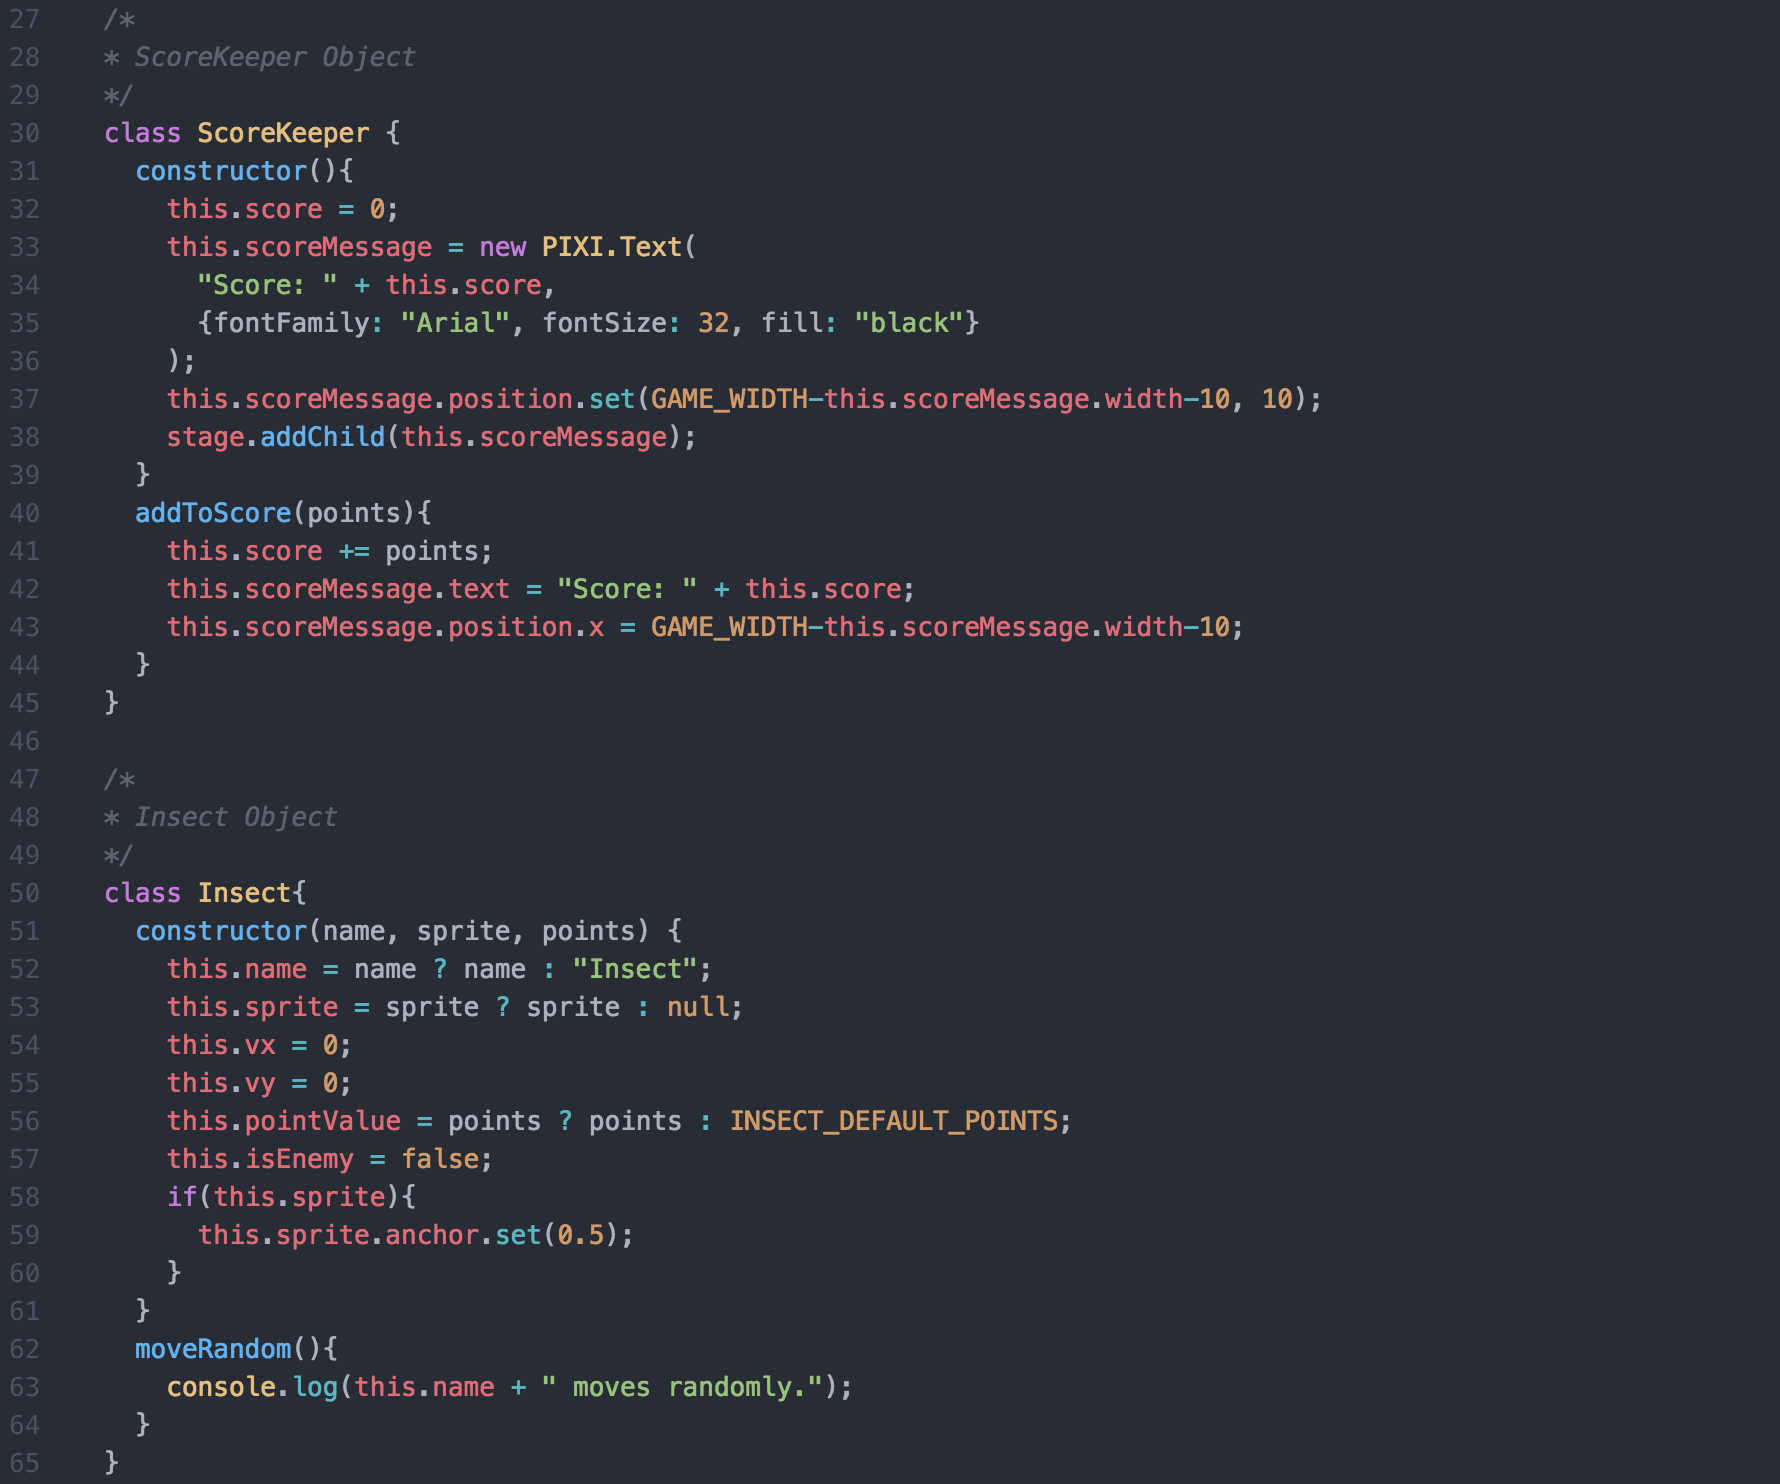 27 /*
28 * ScoreKeeper Object
29 */
30 class ScoreKeeper {
31 constructor(){
32 this.score = 0;
33 this.scoreMessage = new PIXI.Text(
34 "Score: " + this.score,
35 {fontFamily: "Arial", fontSize: 32, fill: "black"}
36 );
37 this.scoreMessage.position.set(GAME_WIDTH-this.scoreMessage.width-10, 10);
38 stage.addChild(this.scoreMessage);
39 }
40 addToScore(points){
41 this.score += points;
42 this.scoreMessage.text = "Score: " + this.score;
43 this.scoreMessage.position.x = GAME_WIDTH-this.scoreMessage.width-10;
44 }
45 }
46
47 /*
48 * Insect Object
49 */
50 class Insect{
51 constructor(name, sprite, points) {
52 this.name = name ? name : "Insect";
53 this.sprite = sprite ? sprite : null;
54 this.vx = 0;
55 this.vy = 0;
56 this.pointValue = points ? points : INSECT_DEFAULT_POINTS;
57 this.isEnemy = false;
58 if(this.sprite){
59 this.sprite.anchor.set(0.5);
60 }
61 }
62 moveRandom(){
63 console.log(this.name + " moves randomly.");
64 }
65 }